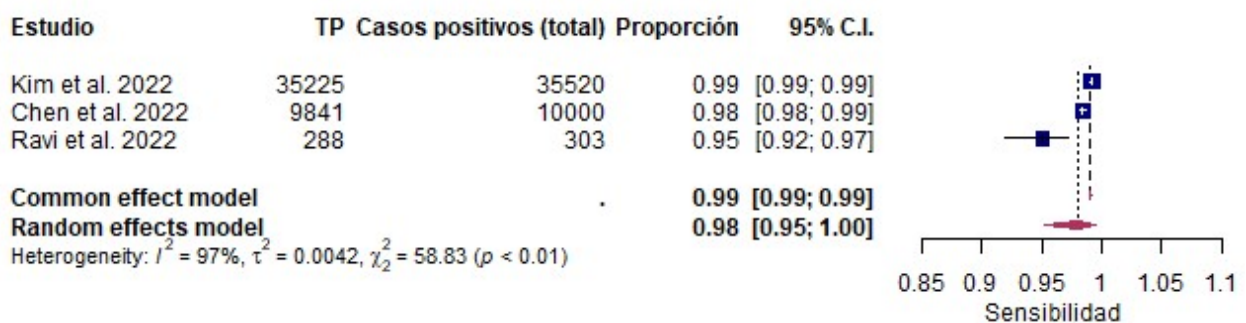 Estudio TP Casos positivos (total) Proporción 95% C.I.
Kim et al. 2022 35225 35520 0.99 [0.99; 0.99]
Chen et al. 2022 9841 10000 0.98 [0.98; 0.99]
Ravi et al. 2022 288 303 0.95 [0.92; 0.97]
Common effect model . 0.99 [0.99; 0.99]
Random effects model 0.98 [0.95; 1.00]
Heterogeneity: I² = 97%, τ² = 0.0042, χ²₂ = 58.83 (p < 0.01)
0.85 0.9 0.95 1 1.05 1.1
Sensibilidad